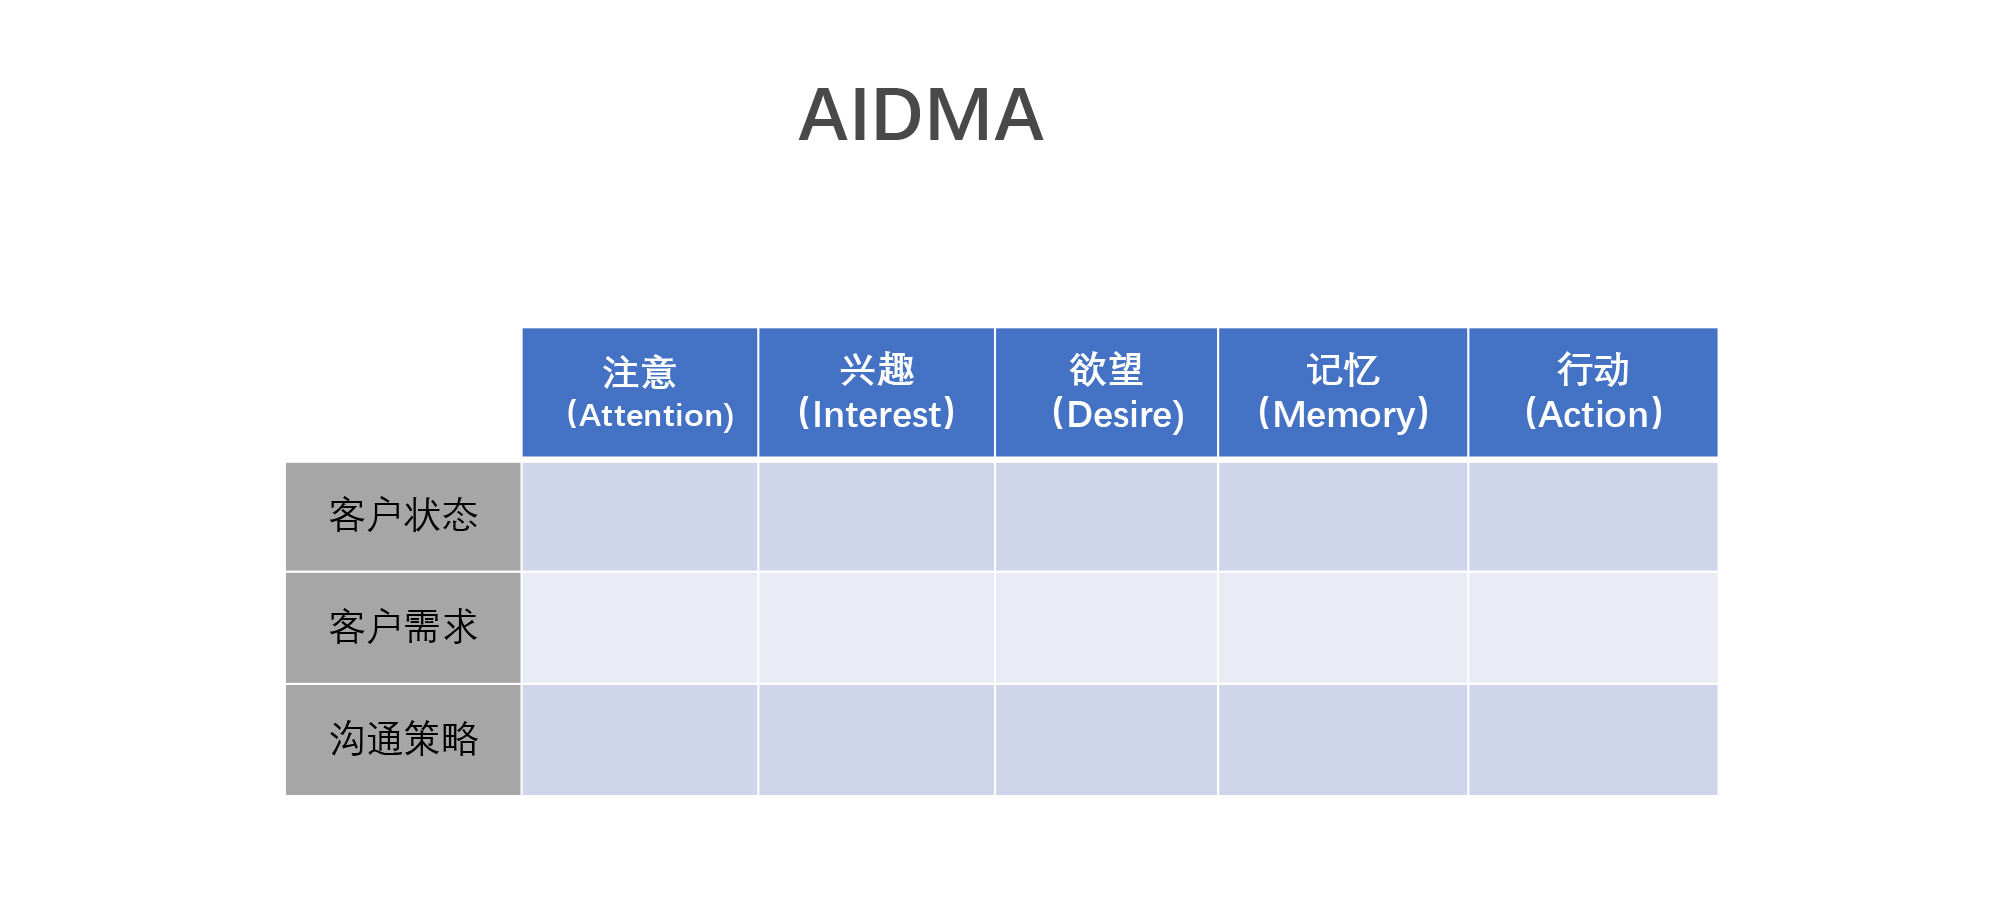 AIDMA
注意 兴趣 欲望 记忆 行动
（Attention) （Interest） （Desire) （Memory） （Action）
客户状态
客户需求
沟通策略